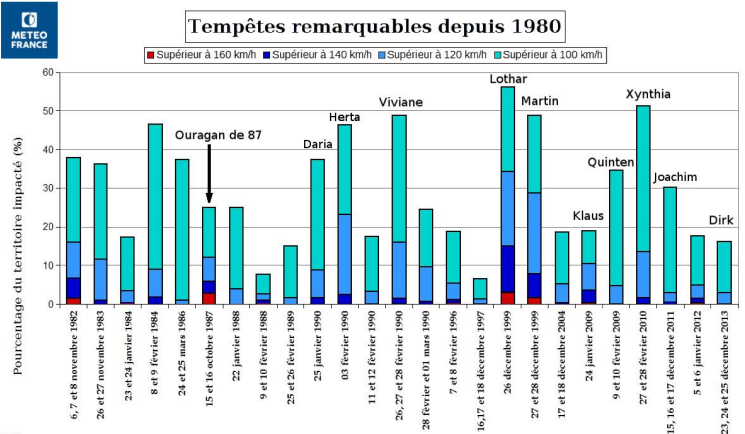 METEO
FRANCE
Tempêtes remarquables depuis 1980
Supérieur à 160 km/h Supérieur à 140 km/h Supérieur à 120 km/h Supérieur à 100 km/h
Pourcentage du territoire impacté (%)
60
50
40
30
20
10
0
Ouragan de 87
Daria
Herta
Viviane
Lothar
Martin
Klaus
Quinten
Xynthia
Joachim
Dirk
6, 7 et 8 novembre 1982
26 et 27 novembre 1983
23 et 24 janvier 1984
8 et 9 février 1984
24 et 25 mars 1986
15 et 16 octobre 1987
22 janvier 1988
9 et 10 février 1988
25 et 26 février 1989
25 janvier 1990
03 février 1990
11 et 12 février 1990
26, 27 et 28 février 1990
28 février et 01 mars 1990
7 et 8 février 1996
16,17 et 18 décembre 1997
26 décembre 1999
27 et 28 décembre 1999
17 et 18 décembre 2004
24 janvier 2009
9 et 10 février 2009
27 et 28 février 2010
15, 16 et 17 décembre 2011
5 et 6 janvier 2012
23, 24 et 25 décembre 2013